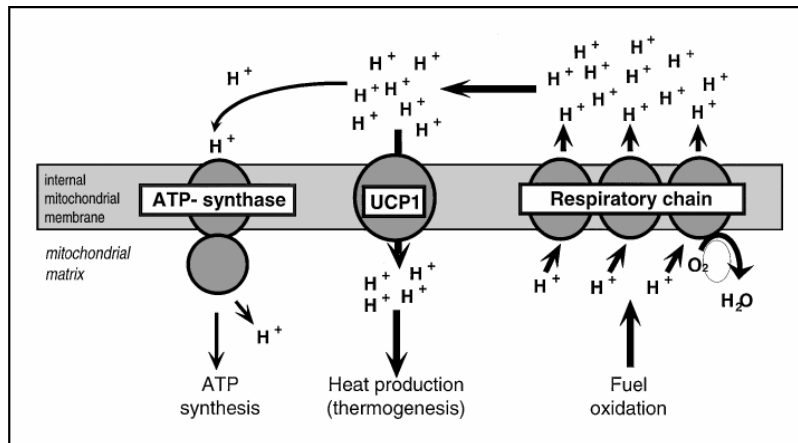 H+ H+ H+ H+ H+
H+ H+ H+ H+ H+ H+ H+
H+ H+ H+ H+ H+ H+
H+ H+ H+ H+
internal
mitochondrial
membrane
ATP- synthase
UCP1
Respiratory chain
mitochondrial
matrix
O2
H+ H+ H+ H+ H+
H+ H+
H2O
H+
ATP
synthesis
Heat production
(thermogenesis)
Fuel
oxidation